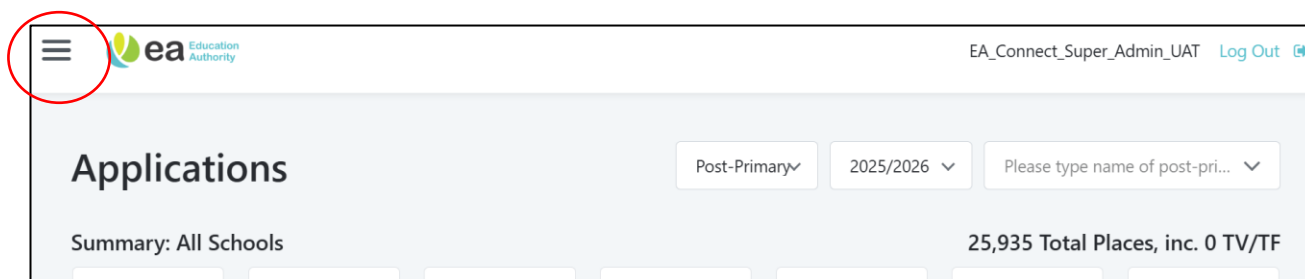 ea Education Authority
EA_Connect_Super_Admin_UAT Log Out
Applications
Post-Primary
2025/2026
Please type name of post-pri...
Summary: All Schools
25,935 Total Places, inc. 0 TV/TF